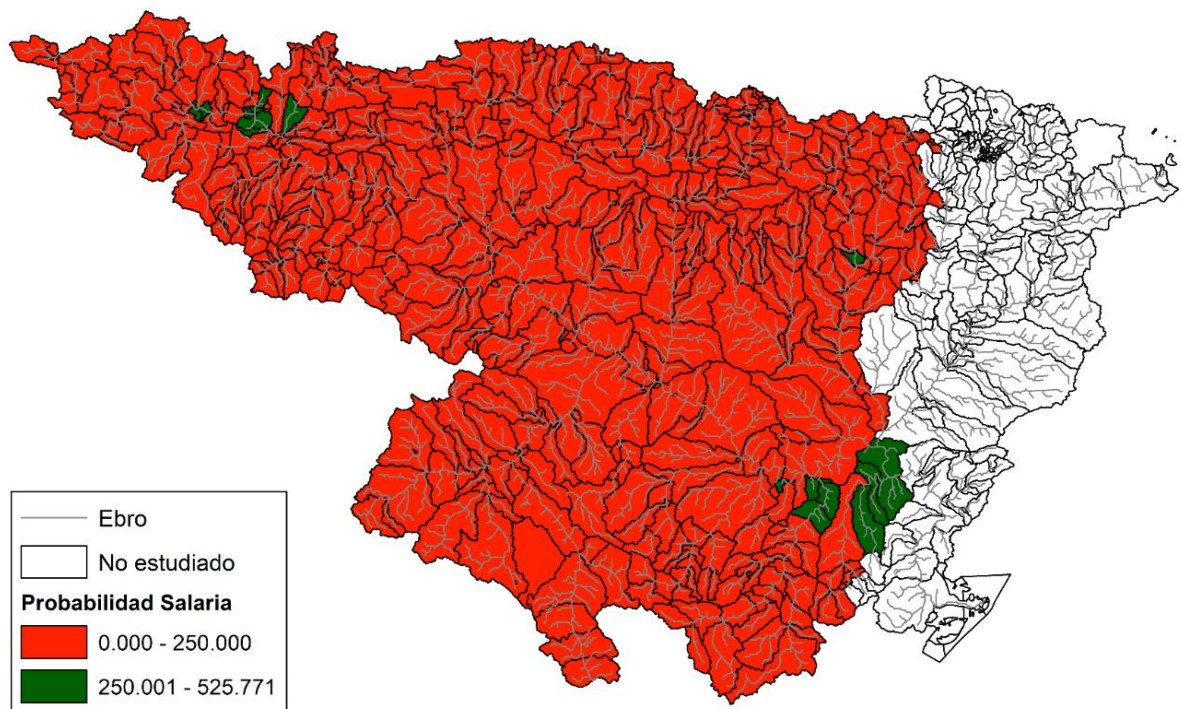 Ebro
No estudiado
Probabilidad Salaria
0.000 - 250.000
250.001 - 525.771